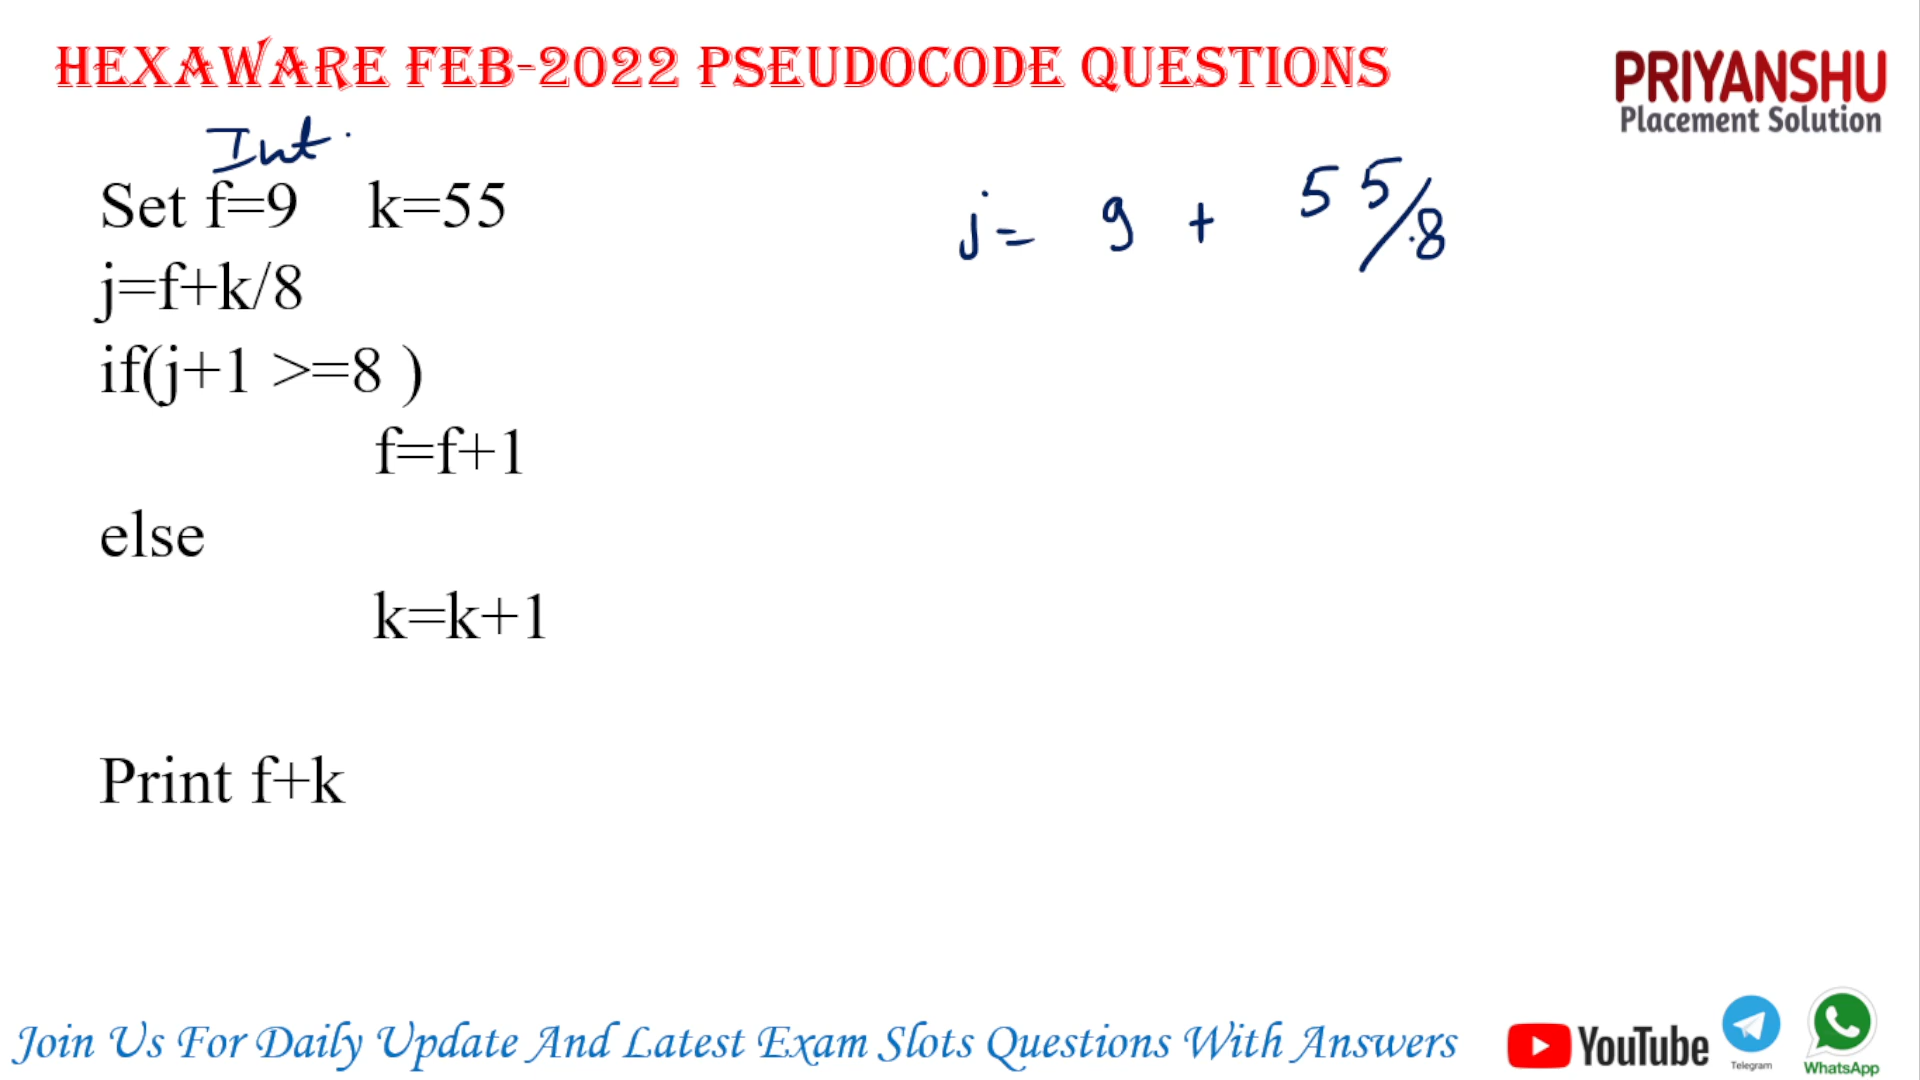 HEXAWARE FEB-2022 PSEUDOCODE QUESTIONS
PRIYANSHU
Placement Solution
Int.
Set f=9 k=55
j= 9 + 55/8
j=f+k/8
if(j+1 >=8 )
f=f+1
else
k=k+1
Print f+k
Join Us For Daily Update And Latest Exam Slots Questions With Answers
YouTube
Telegram
WhatsApp